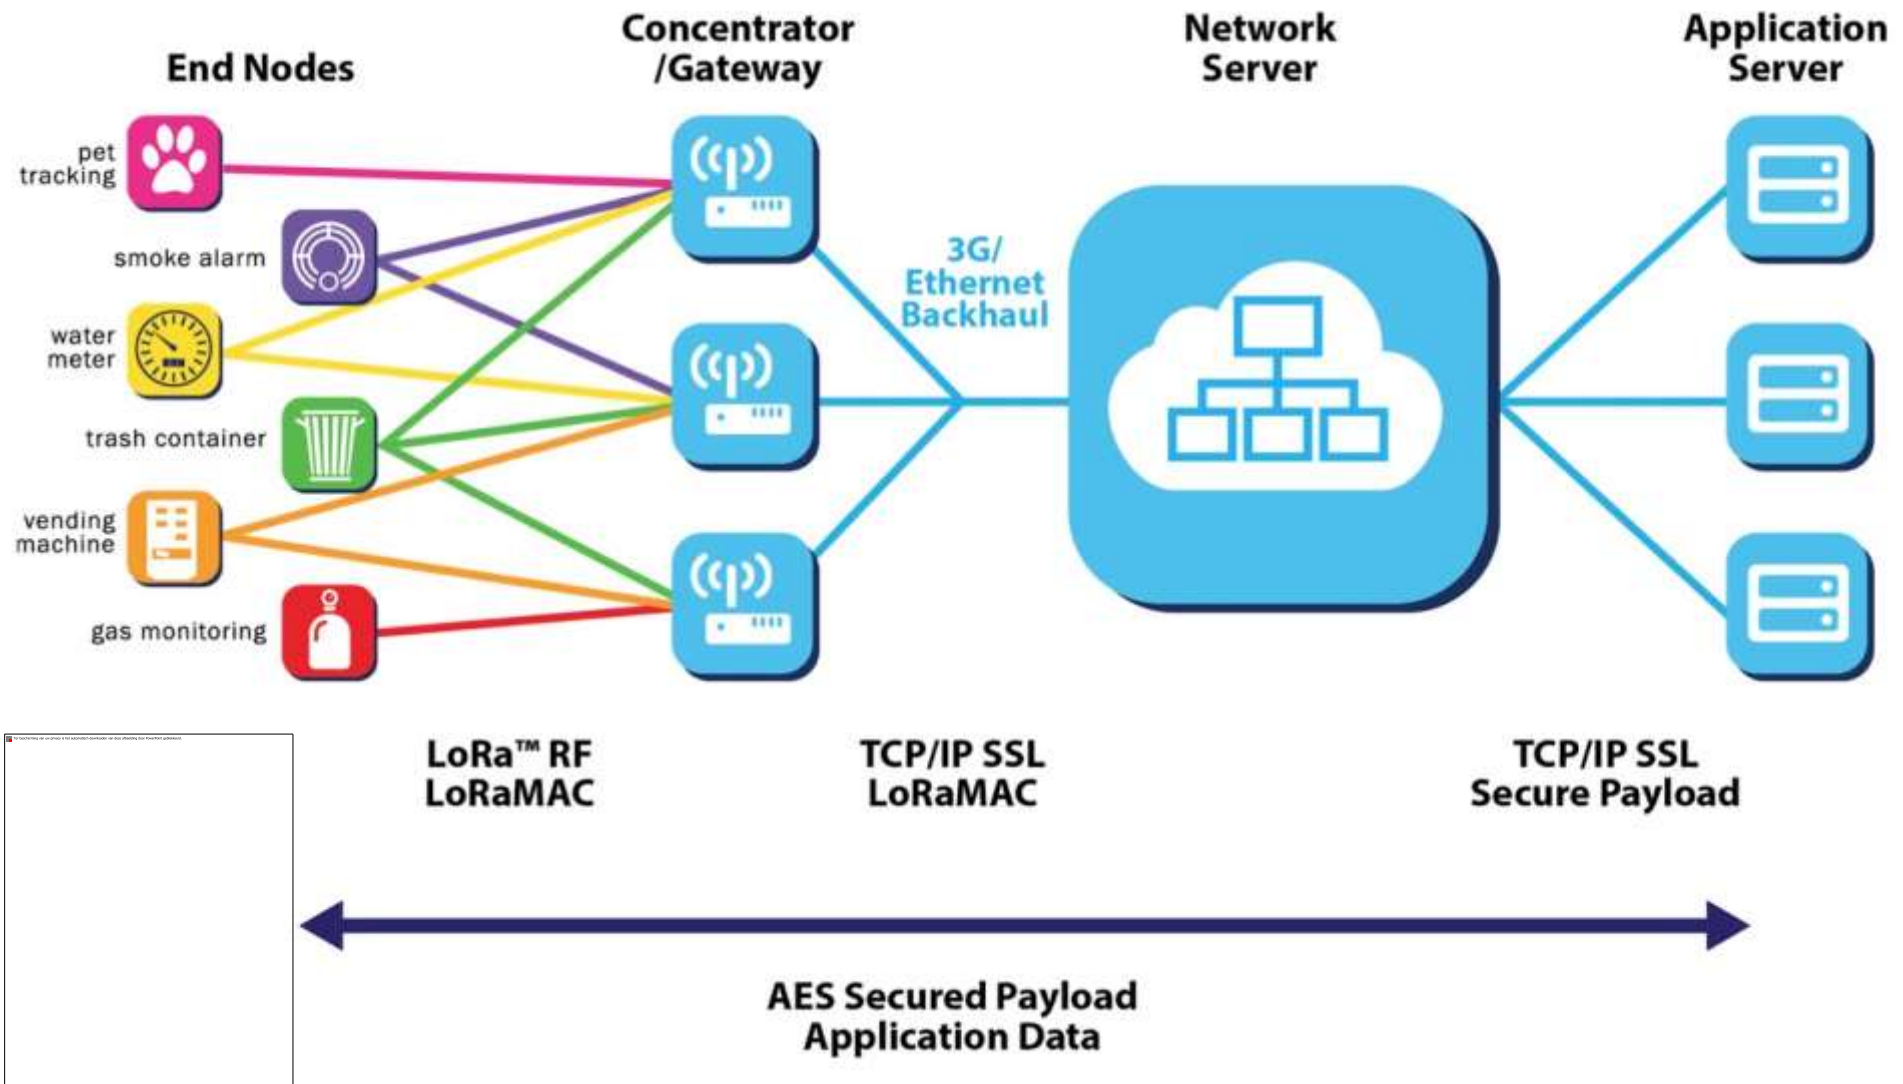 Concentrator
/Gateway
Network
Server
Application
Server
End Nodes
pet
tracking
smoke alarm
water
meter
trash container
vending
machine
gas monitoring
3G/
Ethernet
Backhaul
LoRa™ RF
LoRaMAC
TCP/IP SSL
LoRaMAC
TCP/IP SSL
Secure Payload
AES Secured Payload
Application Data